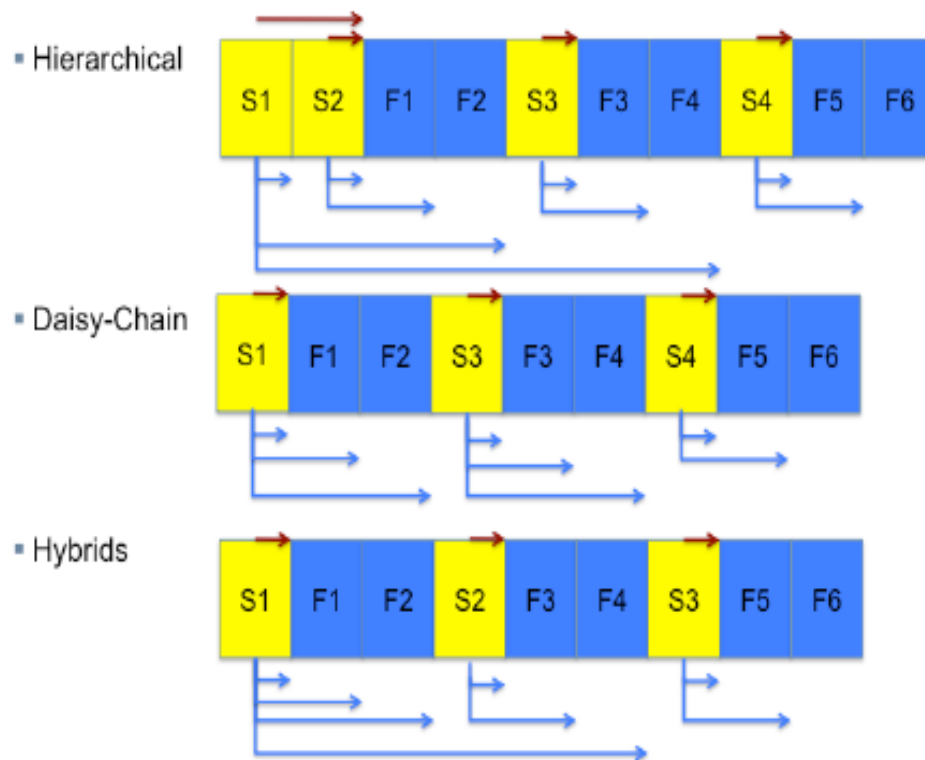 ▪ Hierarchical
S1 S2 F1 F2 S3 F3 F4 S4 F5 F6
▪ Daisy-Chain
S1 F1 F2 S3 F3 F4 S4 F5 F6
▪ Hybrids
S1 F1 F2 S2 F3 F4 S3 F5 F6